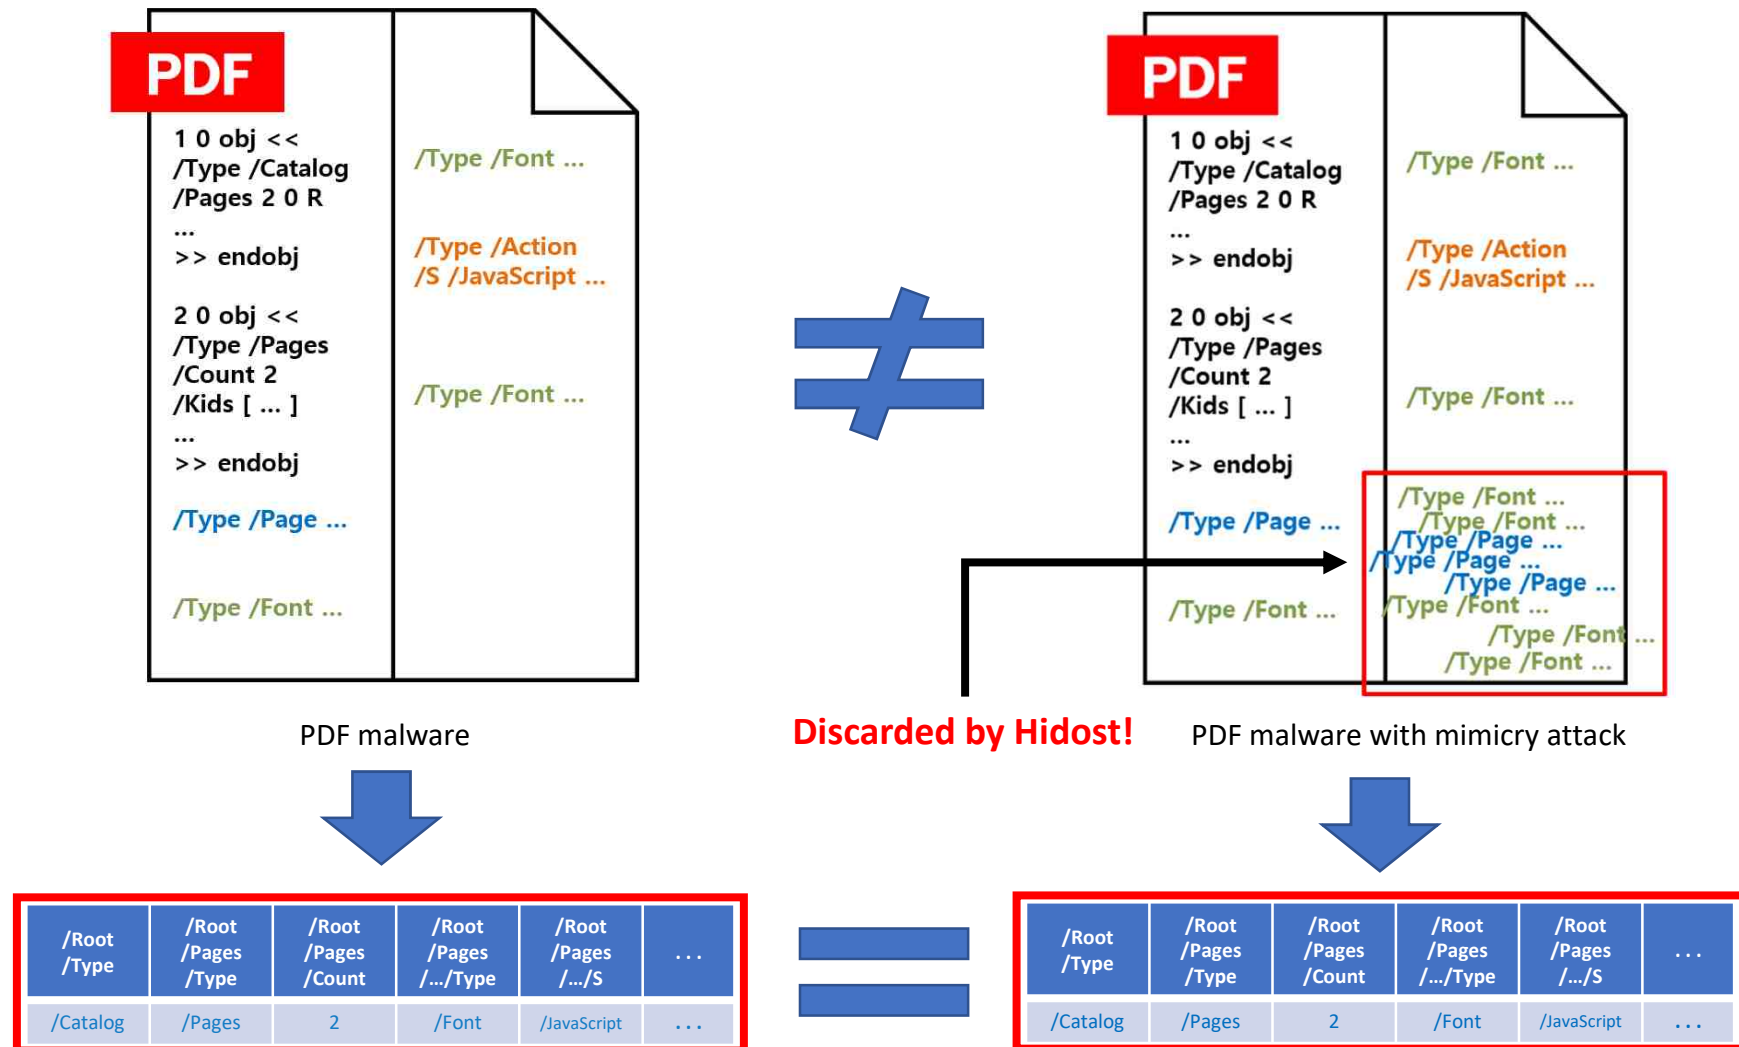 PDF
1 0 obj <<
/Type /Catalog
/Pages 2 0 R
...
>> endobj
2 0 obj <<
/Type /Pages
/Count 2
/Kids [ ... ]
...
>> endobj
/Type /Page ...
/Type /Font ...
/Type /Font ...
/Type /Action
/S /JavaScript ...
/Type /Font ...
PDF malware
PDF
1 0 obj <<
/Type /Catalog
/Pages 2 0 R
...
>> endobj
2 0 obj <<
/Type /Pages
/Count 2
/Kids [ ... ]
...
>> endobj
/Type /Page ...
/Type /Font ...
/Type /Font ...
/Type /Action
/S /JavaScript ...
/Type /Font ...
/Type /Font ...
/Type /Font ...
/Type /Page ...
/Type /Page ...
/Type /Page ...
/Type /Font ...
/Type /Font ...
/Type /Font ...
Discarded by Hidost!
PDF malware with mimicry attack
/Root
/Type
/Root
/Pages
/Type
/Root
/Pages
/Count
/Root
/Pages
/.../Type
/Root
/Pages
/.../S
...
/Catalog
/Pages
2
/Font
/JavaScript
...
/Root
/Type
/Root
/Pages
/Type
/Root
/Pages
/Count
/Root
/Pages
/.../Type
/Root
/Pages
/.../S
...
/Catalog
/Pages
2
/Font
/JavaScript
...